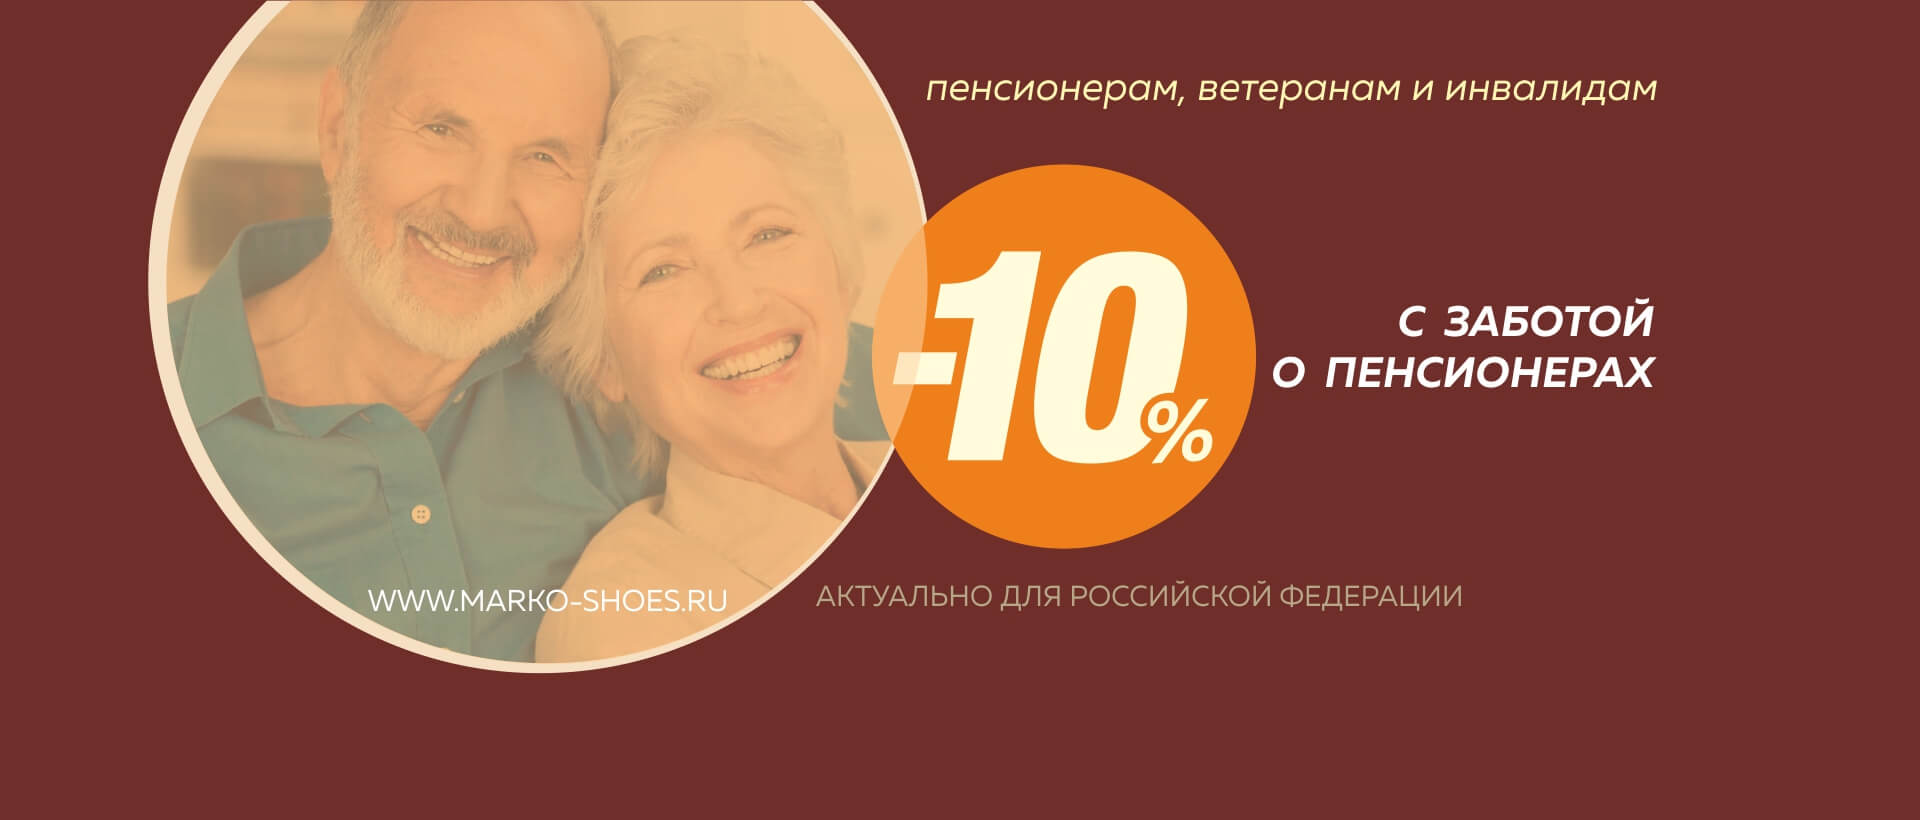 пенсионерам, ветеранам и инвалидам
-10%
С ЗАБОТОЙ
О ПЕНСИОНЕРАХ
WWW.MARKO-SHOES.RU
АКТУАЛЬНО ДЛЯ РОССИЙСКОЙ ФЕДЕРАЦИИ